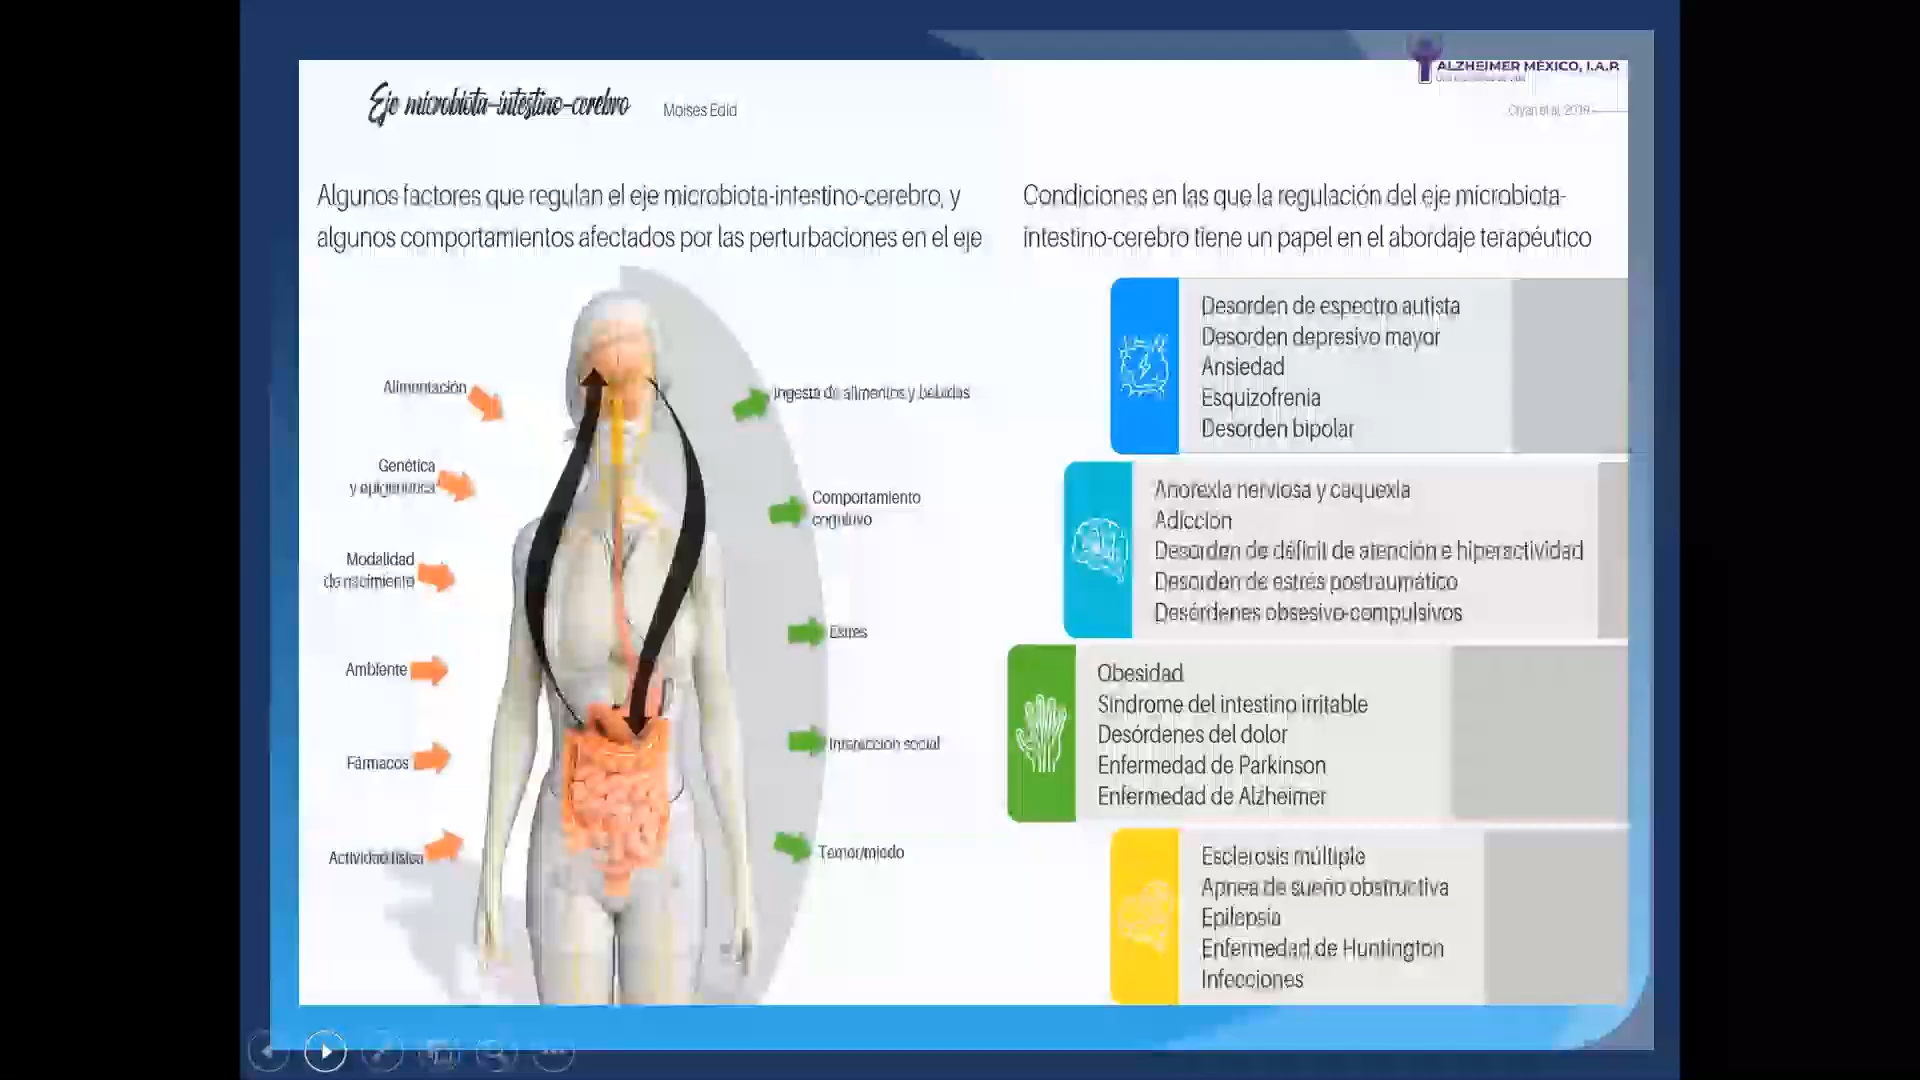 ALZHEIMER MÉXICO, I.A.P.
Eje microbiota-intestino-cerebro
Moises Edid
Cryan et al, 2019
Algunos factores que regulan el eje microbiota-intestino-cerebro, y
algunos comportamientos afectados por las perturbaciones en el eje
Alimentación
Genética
y epigenética
Modalidad
de nacimiento
Ambiente
Fármacos
Actividad física
Ingesta de alimentos y bebidas
Comportamiento
cognitivo
Estrés
Interacción social
Temor/miedo
Condiciones en las que la regulación del eje microbiota-
intestino-cerebro tiene un papel en el abordaje terapéutico
Desorden de espectro autista
Desorden depresivo mayor
Ansiedad
Esquizofrenia
Desorden bipolar
Anorexia nerviosa y caquexia
Adicción
Desorden de déficit de atención e hiperactividad
Desorden de estrés postraumático
Desórdenes obsesivo-compulsivos
Obesidad
Síndrome del intestino irritable
Desórdenes del dolor
Enfermedad de Parkinson
Enfermedad de Alzheimer
Esclerosis múltiple
Apnea de sueño obstructiva
Epilepsia
Enfermedad de Huntington
Infecciones